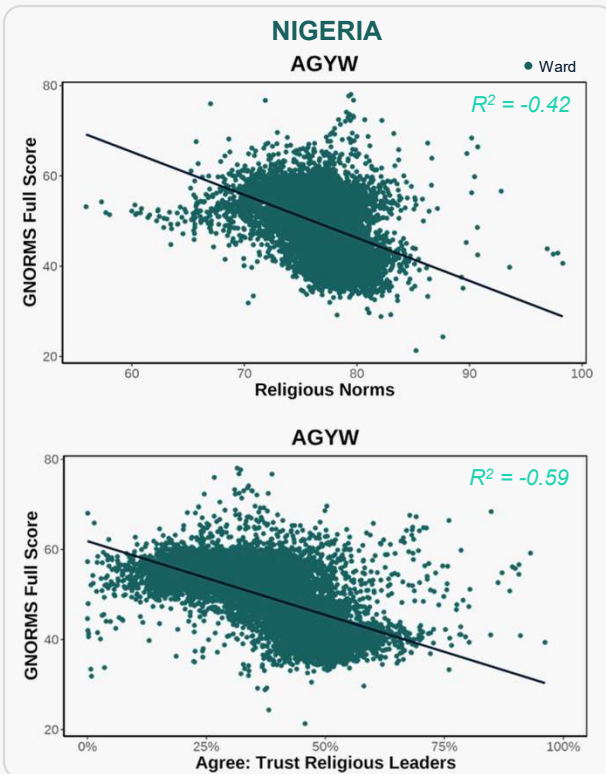 NIGERIA
AGYW
Ward
R² = -0.42
GNORMS Full Score
80
60
40
20
60 70 80 90 100
Religious Norms
AGYW
R² = -0.59
GNORMS Full Score
80
60
40
20
0% 25% 50% 75% 100%
Agree: Trust Religious Leaders